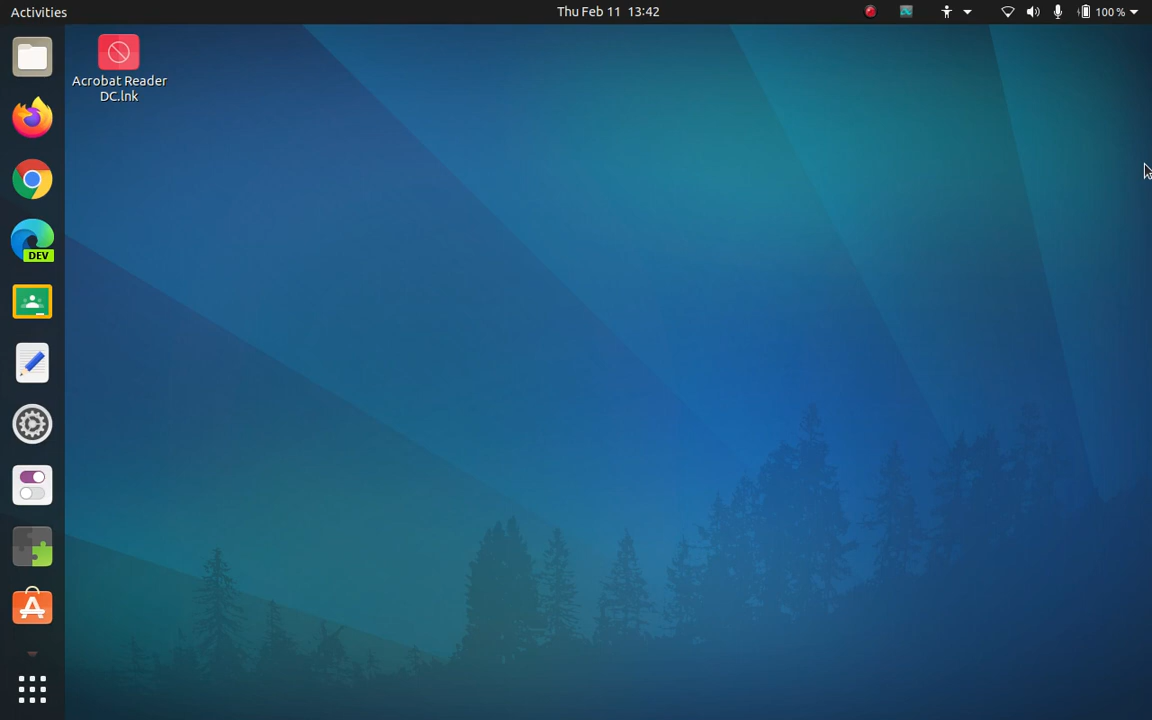 Activities
Thu Feb 11 13:42
100 %
Acrobat Reader
DC.lnk
DEV